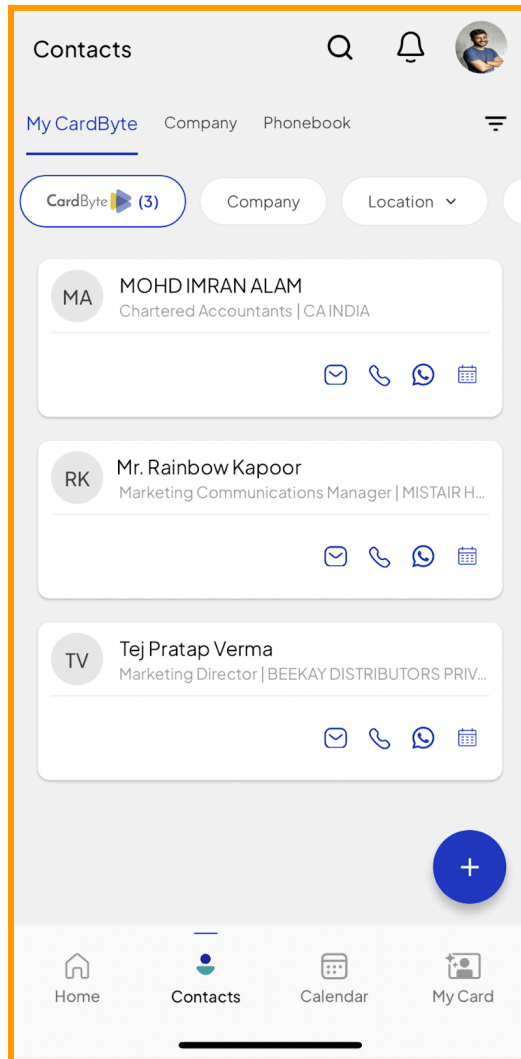 Contacts
My CardByte Company Phonebook
CardByte (3) Company Location
MA MOHD IMRAN ALAM
Chartered Accountants | CA INDIA
RK Mr. Rainbow Kapoor
Marketing Communications Manager | MISTAIR H...
TV Tej Pratap Verma
Marketing Director | BEEKAY DISTRIBUTORS PRIV...
+
Home Contacts Calendar My Card